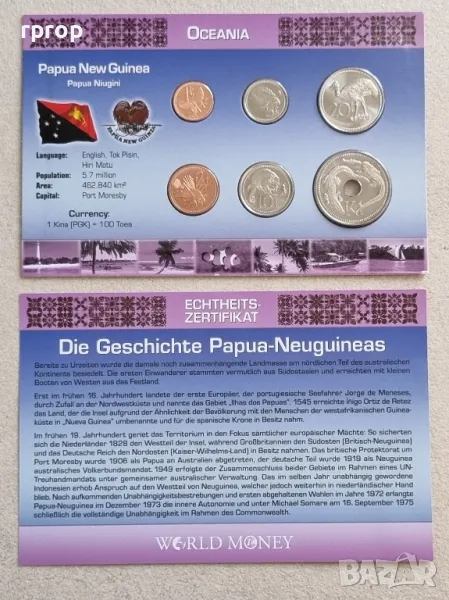 rprop
OCEANIA
Papua New Guinea
Papua Niugini
PAPUA NEW GUINEA
Language: English, Tok Pisin,
Hiri Motu
Population: 5.7 million
Area: 462.840 km²
Capital: Port Moresby
Currency:
1 Kina (PGK) = 100 Toea
20
10
ECHTHEITS-
ZERTIFIKAT
Die Geschichte Papua-Neuguineas
Bereits zu Urzeiten wurde die damals noch zusammenhängende Landmasse am nördlichen Teil des australischen
Kontinents besiedelt. Die ersten Einwanderer stammten vermutlich aus Südostasien und erreichten mit kleinen
Booten von Westen aus das Festland.
Erst im frühen 16. Jahrhundert landete der erste Europäer, der portugiesische Seefahrer Jorge de Meneses,
durch Zufall an der Nordwestküste und nannte das Gebiet „Ilhas dos Papuas". 1545 erreichte Iñigo Ortiz de Retez
das Land, der die Insel aufgrund der Ähnlichkeit der Bevölkerung mit den Menschen der westafrikanischen Guinea-
küste in „Nueva Guinea" umbenannte und für die spanische Krone in Besitz nahm.
Im frühen 19. Jahrhundert geriet das Territorium in den Fokus sämtlicher europäischer Mächte: So sicherten
sich die Niederländer 1828 den Westteil der Insel, während Großbritannien den Südosten (Britisch-Neuguinea)
und das Deutsche Reich den Nordosten (Kaiser-Wilhelms-Land) in Besitz nahmen. Das britische Protektorat um
Port Moresby wurde 1906 als Papua an Australien abgetreten, der deutsche Teil wurde 1919 als Neuguinea
australisches Volkerbundsmandat. 1949 erfolgte der Zusammenschluss beider Gebiete im Rahmen eines UN-
Treuhandmandats unter gemeinsamer australischer Verwaltung. Das im selben Jahr unabhängig gewordene
Indonesien erhob Anspruch auf den Westteil von Neuguinea, welcher jedoch weiterhin in niederländischer Hand
blieb. Nach aufkommenden Unabhängigkeitsbestrebungen und ersten abgehaltenen Wahlen im Jahre 1972 erlangte
Papua-Neuguinea im Dezember 1973 die innere Autonomie und unter Michael Somare am 16. September 1975
schließlich die vollständige Unabhängigkeit im Rahmen des Commonwealth.
WORLD MONEY
BAZAR